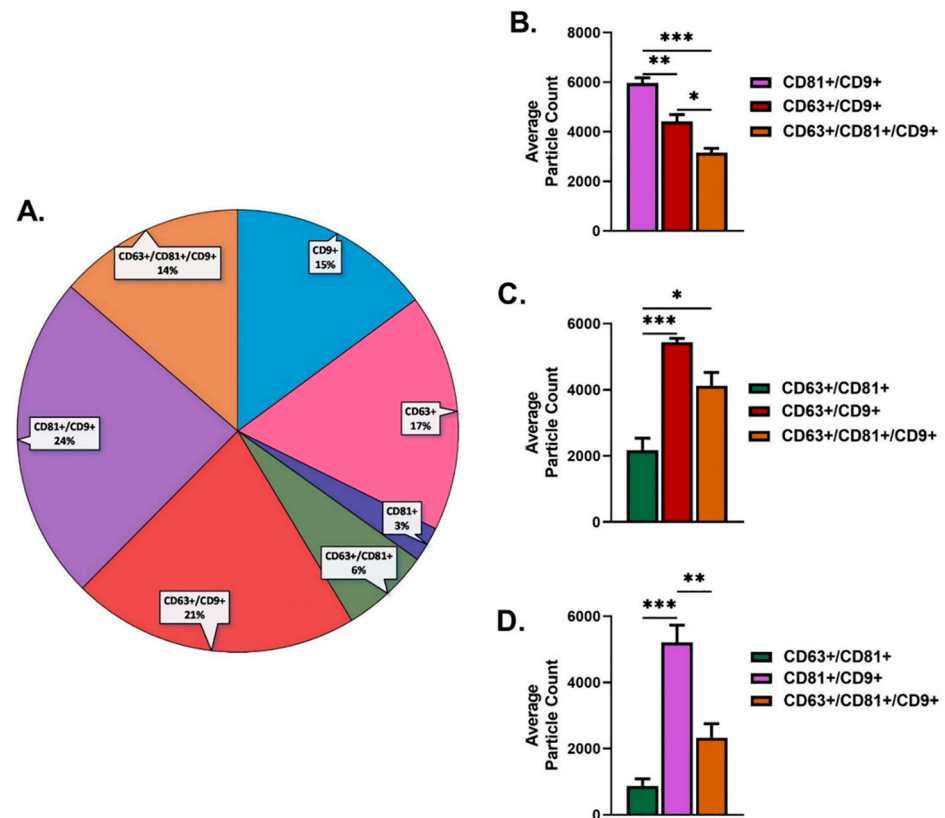 A.
CD9+
15%
CD63+
17%
CD81+
3%
CD63+/CD81+
6%
CD63+/CD9+
21%
CD81+/CD9+
24%
CD63+/CD81+/CD9+
14%
B.
Average
Particle Count
8000
6000
4000
2000
0
***
**
*
CD81+/CD9+
CD63+/CD9+
CD63+/CD81+/CD9+
C.
Average
Particle Count
6000
4000
2000
0
*
***
CD63+/CD81+
CD63+/CD9+
CD63+/CD81+/CD9+
D.
Average
Particle Count
6000
4000
2000
0
**
***
CD63+/CD81+
CD81+/CD9+
CD63+/CD81+/CD9+